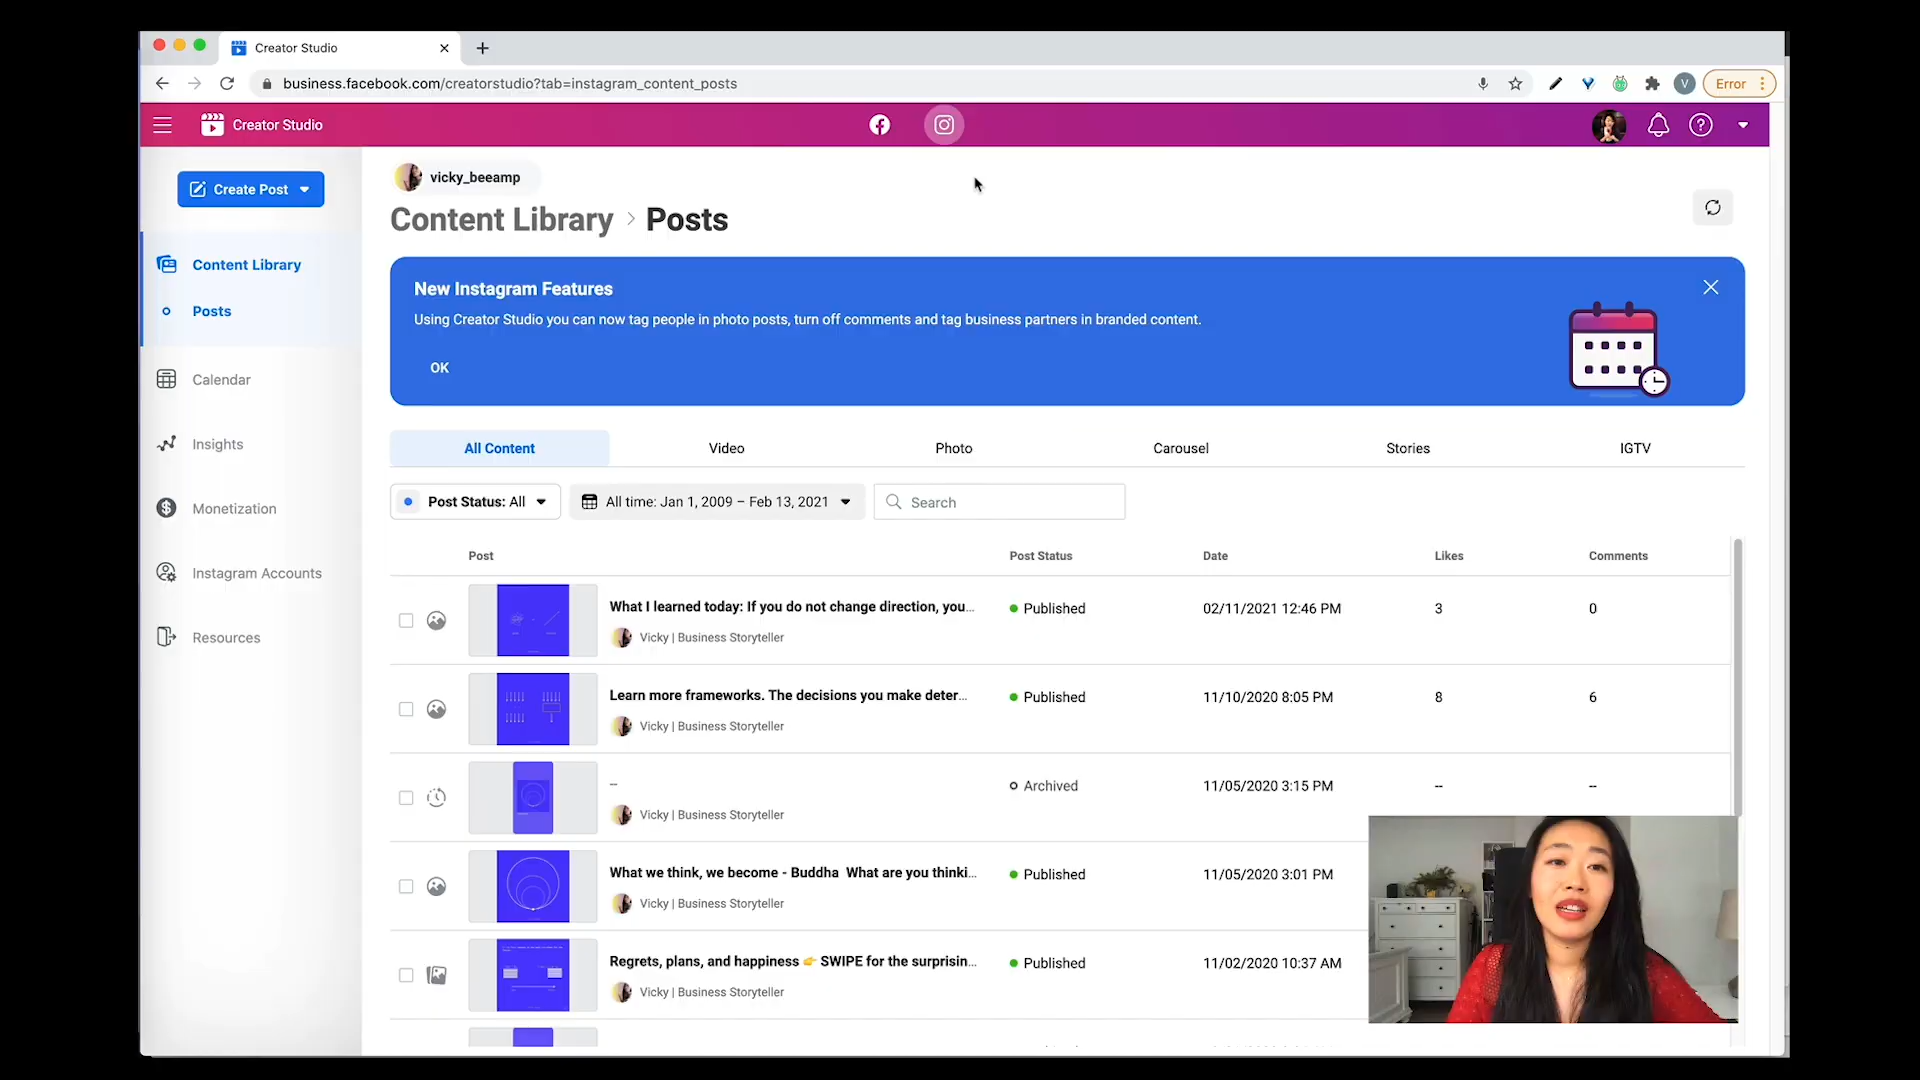 Creator Studio
business.facebook.com/creatorstudio?tab=instagram_content_posts
V
Error
Creator Studio
Create Post
vicky_beeamp
Content Library > Posts
Content Library
Posts
Calendar
Insights
Monetization
Instagram Accounts
Resources
New Instagram Features
Using Creator Studio you can now tag people in photo posts, turn off comments and tag business partners in branded content.
OK
All Content Video Photo Carousel Stories IGTV
Post Status: All All time: Jan 1, 2009 – Feb 13, 2021 Search
Post Post Status Date Likes Comments
What I learned today: If you do not change direction, you... Published 02/11/2021 12:46 PM 3 0
Vicky | Business Storyteller
Learn more frameworks. The decisions you make deter... Published 11/10/2020 8:05 PM 8 6
Vicky | Business Storyteller
-- Archived 11/05/2020 3:15 PM -- --
Vicky | Business Storyteller
What we think, we become - Buddha What are you thinki... Published 11/05/2020 3:01 PM
Vicky | Business Storyteller
Regrets, plans, and happiness 👉 SWIPE for the surprisin... Published 11/02/2020 10:37 AM
Vicky | Business Storyteller